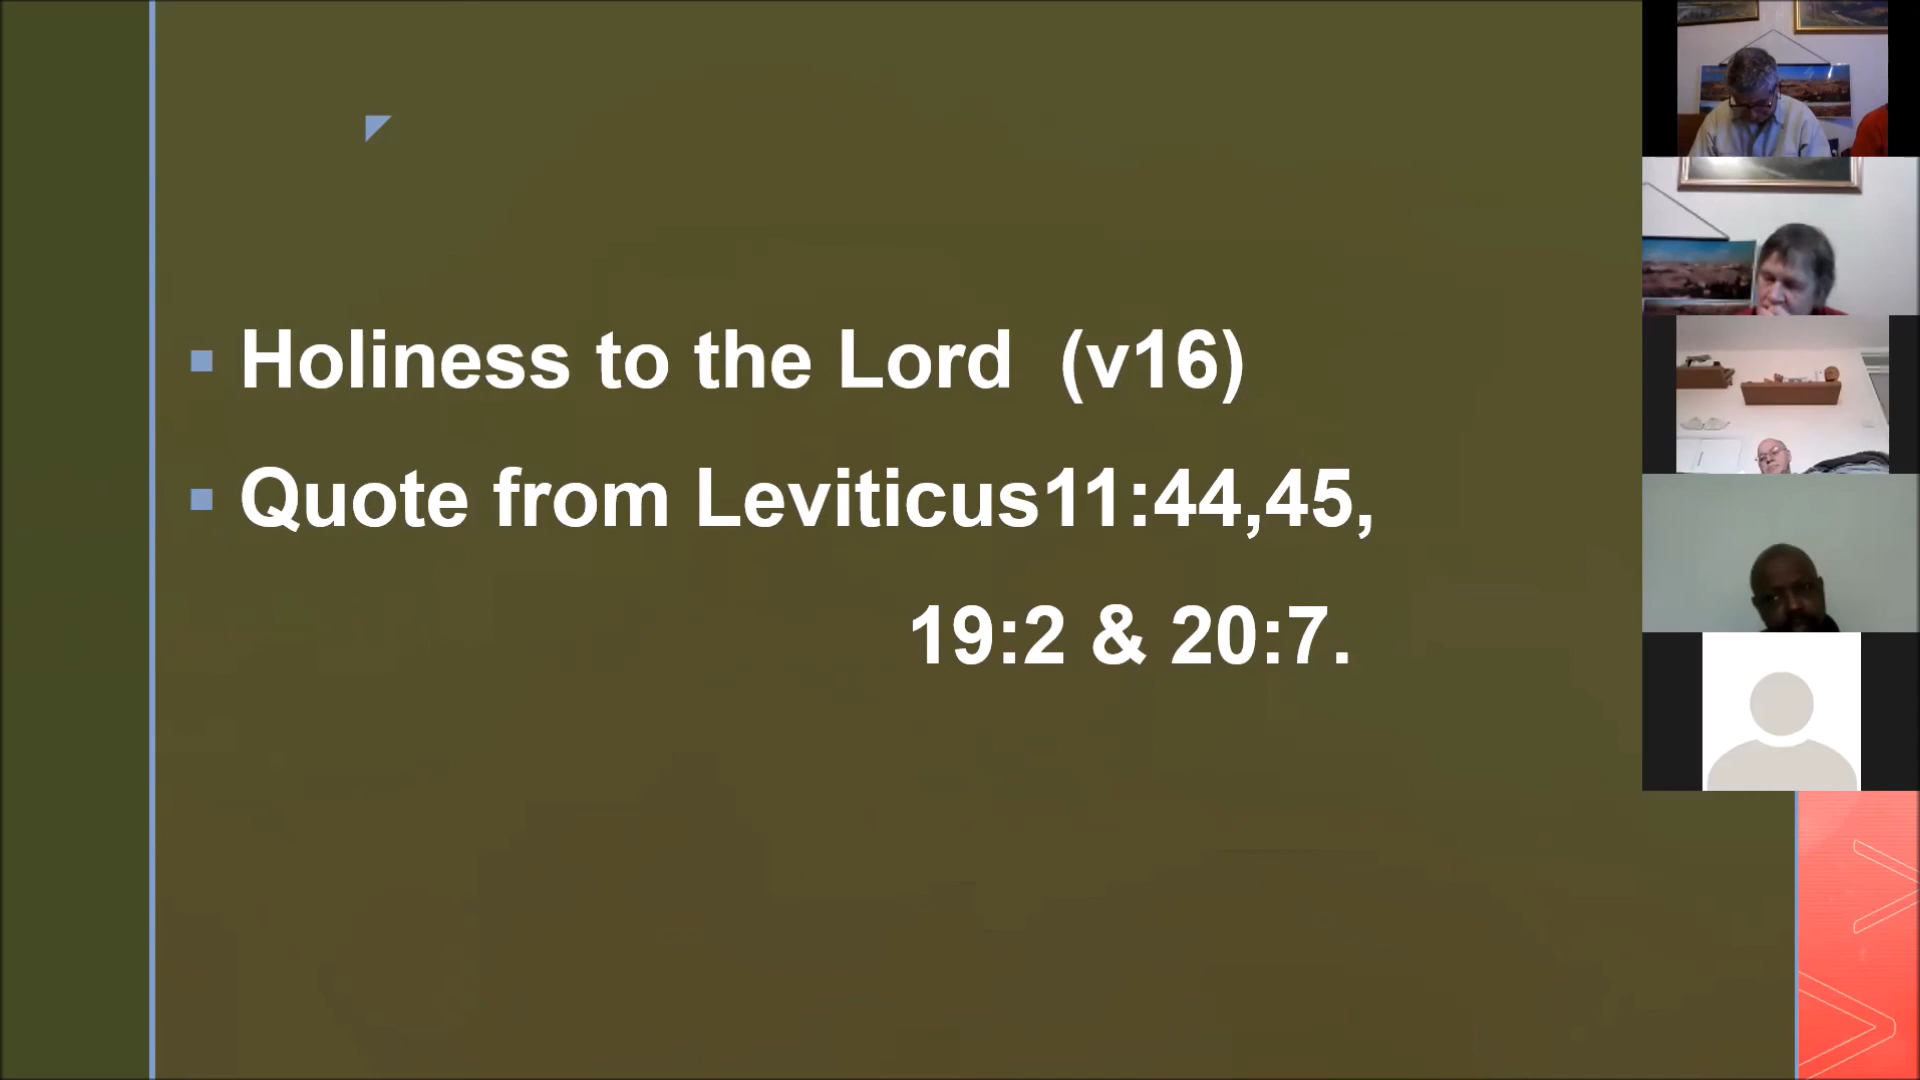 Holiness to the Lord (v16)
Quote from Leviticus11:44,45,
19:2 & 20:7.